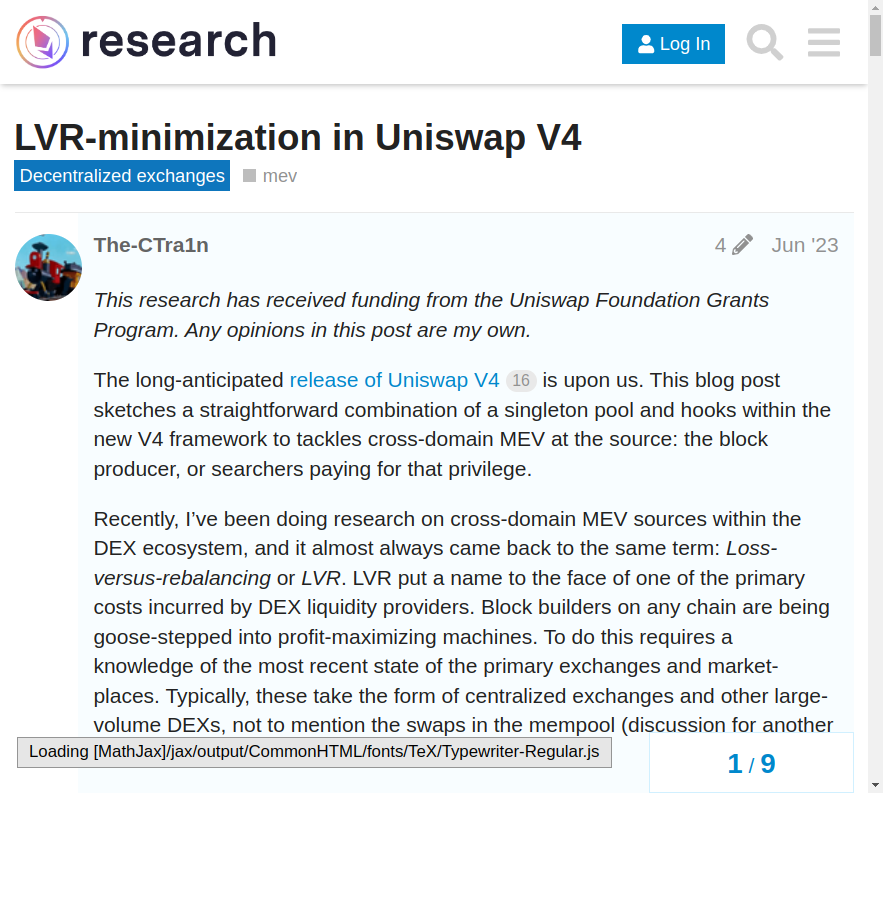 research
Log In
LVR-minimization in Uniswap V4
Decentralized exchanges
mev
The-CTra1n
4
Jun '23
This research has received funding from the Uniswap Foundation Grants
Program. Any opinions in this post are my own.
The long-anticipated release of Uniswap V4 16 is upon us. This blog post
sketches a straightforward combination of a singleton pool and hooks within the
new V4 framework to tackles cross-domain MEV at the source: the block
producer, or searchers paying for that privilege.
Recently, I’ve been doing research on cross-domain MEV sources within the
DEX ecosystem, and it almost always came back to the same term: Loss-
versus-rebalancing or LVR. LVR put a name to the face of one of the primary
costs incurred by DEX liquidity providers. Block builders on any chain are being
goose-stepped into profit-maximizing machines. To do this requires a
knowledge of the most recent state of the primary exchanges and market-
places. Typically, these take the form of centralized exchanges and other large-
volume DEXs, not to mention the swaps in the mempool (discussion for another
Loading [MathJax]/jax/output/CommonHTML/fonts/TeX/Typewriter-Regular.js
1 / 9